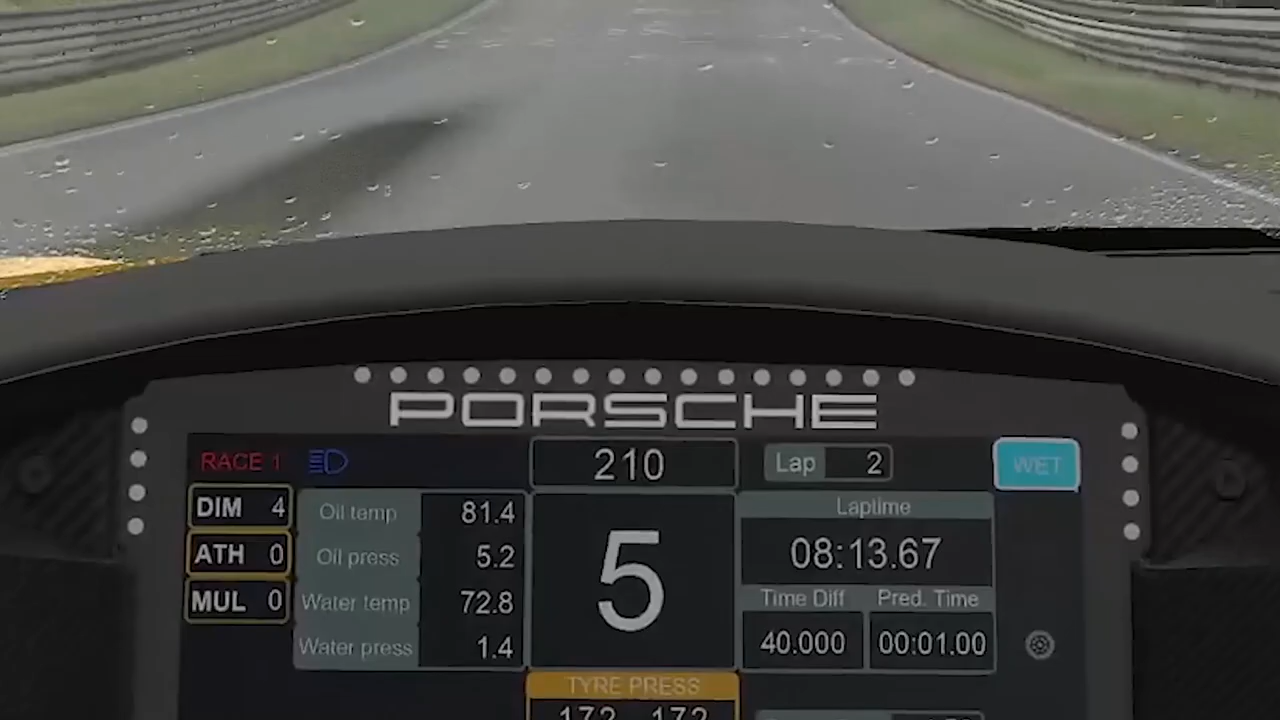 PORSCHE
RACE 1
210
Lap 2
WET
DIM 4
ATH 0
MUL 0
Oil temp 81.4
Oil press 5.2
Water temp 72.8
Water press 1.4
5
Laptime
08:13.67
Time Diff Pred. Time
40.000 00:01.00
TYRE PRESS
172 172